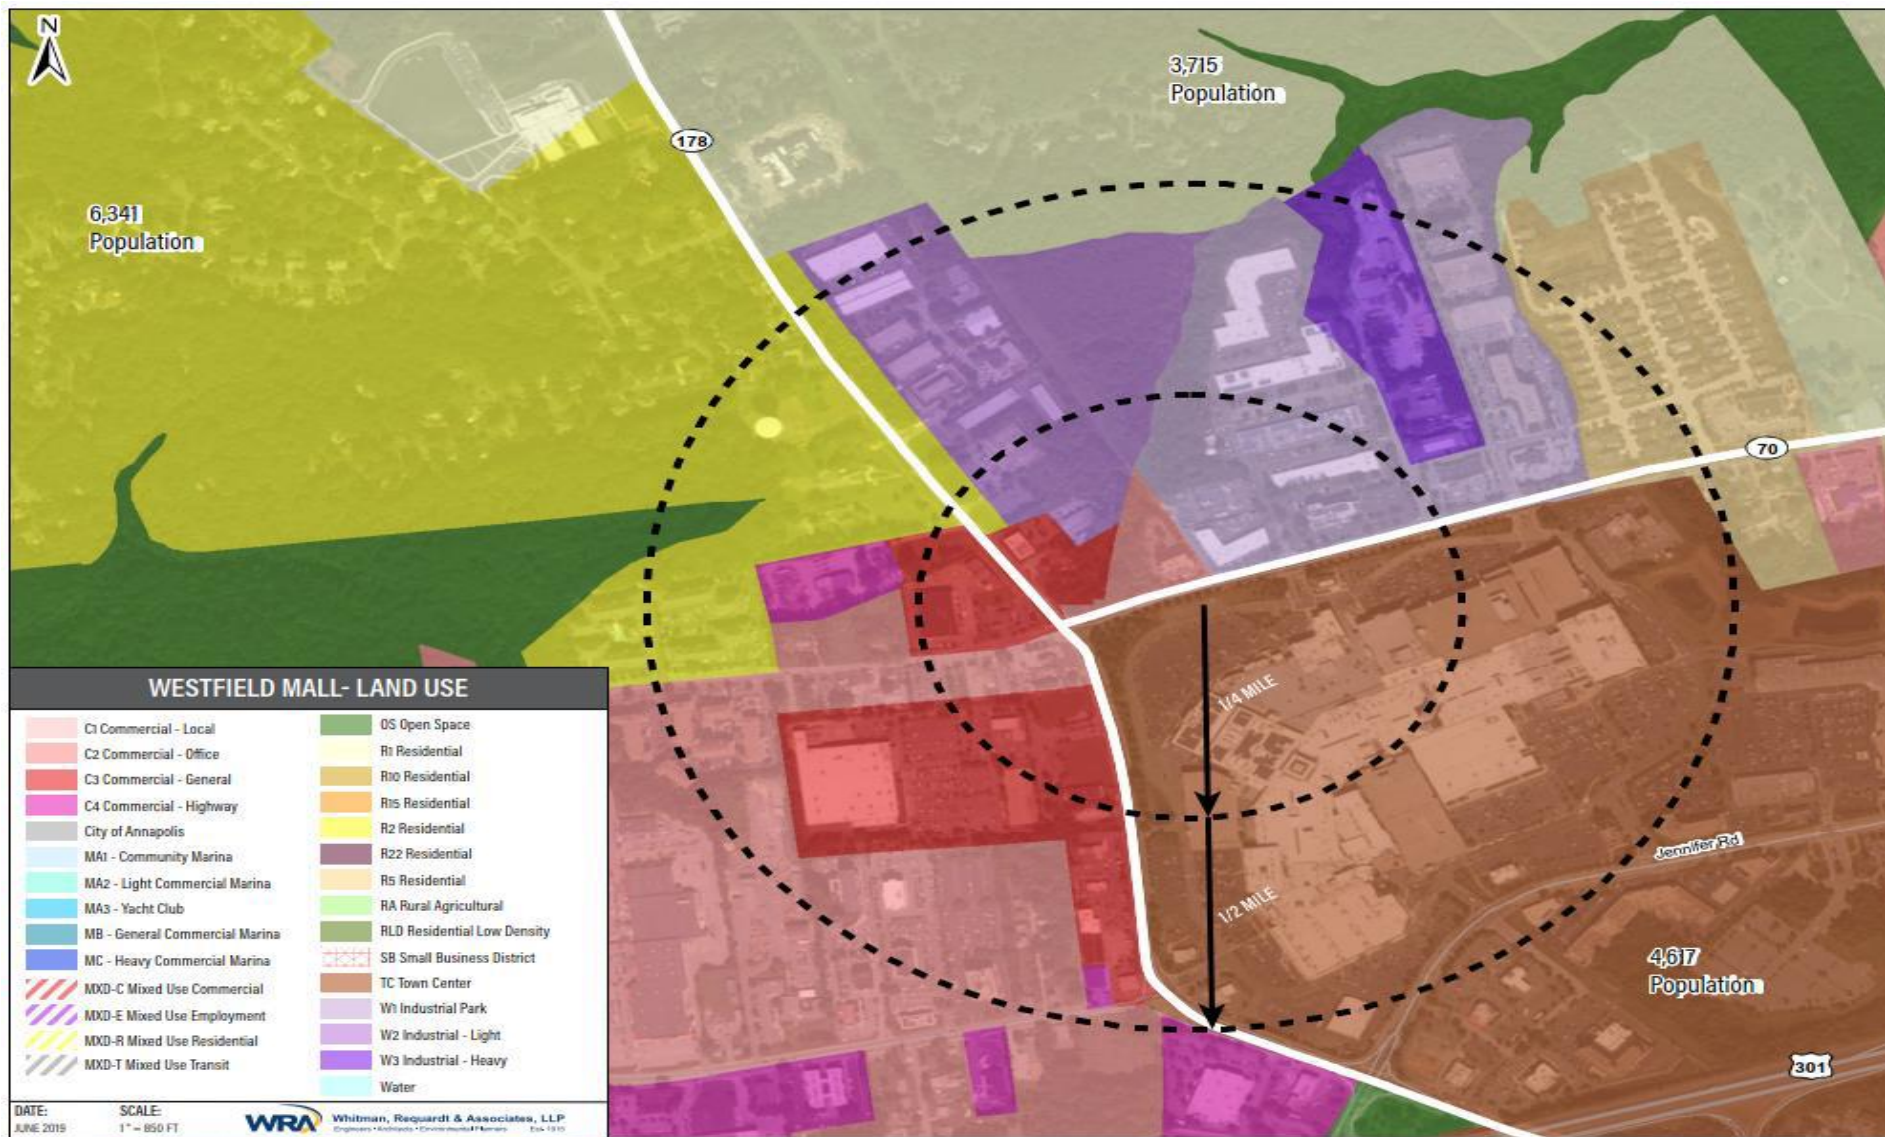 N
3,715
Population
178
6,341
Population
70
1/4 MILE
Jennifer Rd
1/2 MILE
4,617
Population
301
WESTFIELD MALL- LAND USE
C1 Commercial - Local
C2 Commercial - Office
C3 Commercial - General
C4 Commercial - Highway
City of Annapolis
MA1 - Community Marina
MA2 - Light Commercial Marina
MA3 - Yacht Club
MB - General Commercial Marina
MC - Heavy Commercial Marina
MXD-C Mixed Use Commercial
MXD-E Mixed Use Employment
MXD-R Mixed Use Residential
MXD-T Mixed Use Transit
OS Open Space
R1 Residential
R10 Residential
R15 Residential
R2 Residential
R22 Residential
R5 Residential
RA Rural Agricultural
RLD Residential Low Density
SB Small Business District
TC Town Center
W1 Industrial Park
W2 Industrial - Light
W3 Industrial - Heavy
Water
DATE:
JUNE 2019
SCALE:
1" = 850 FT
WRA
Whitman, Requardt & Associates, LLP
Engineers • Architects • Environmental Planners Est. 1915